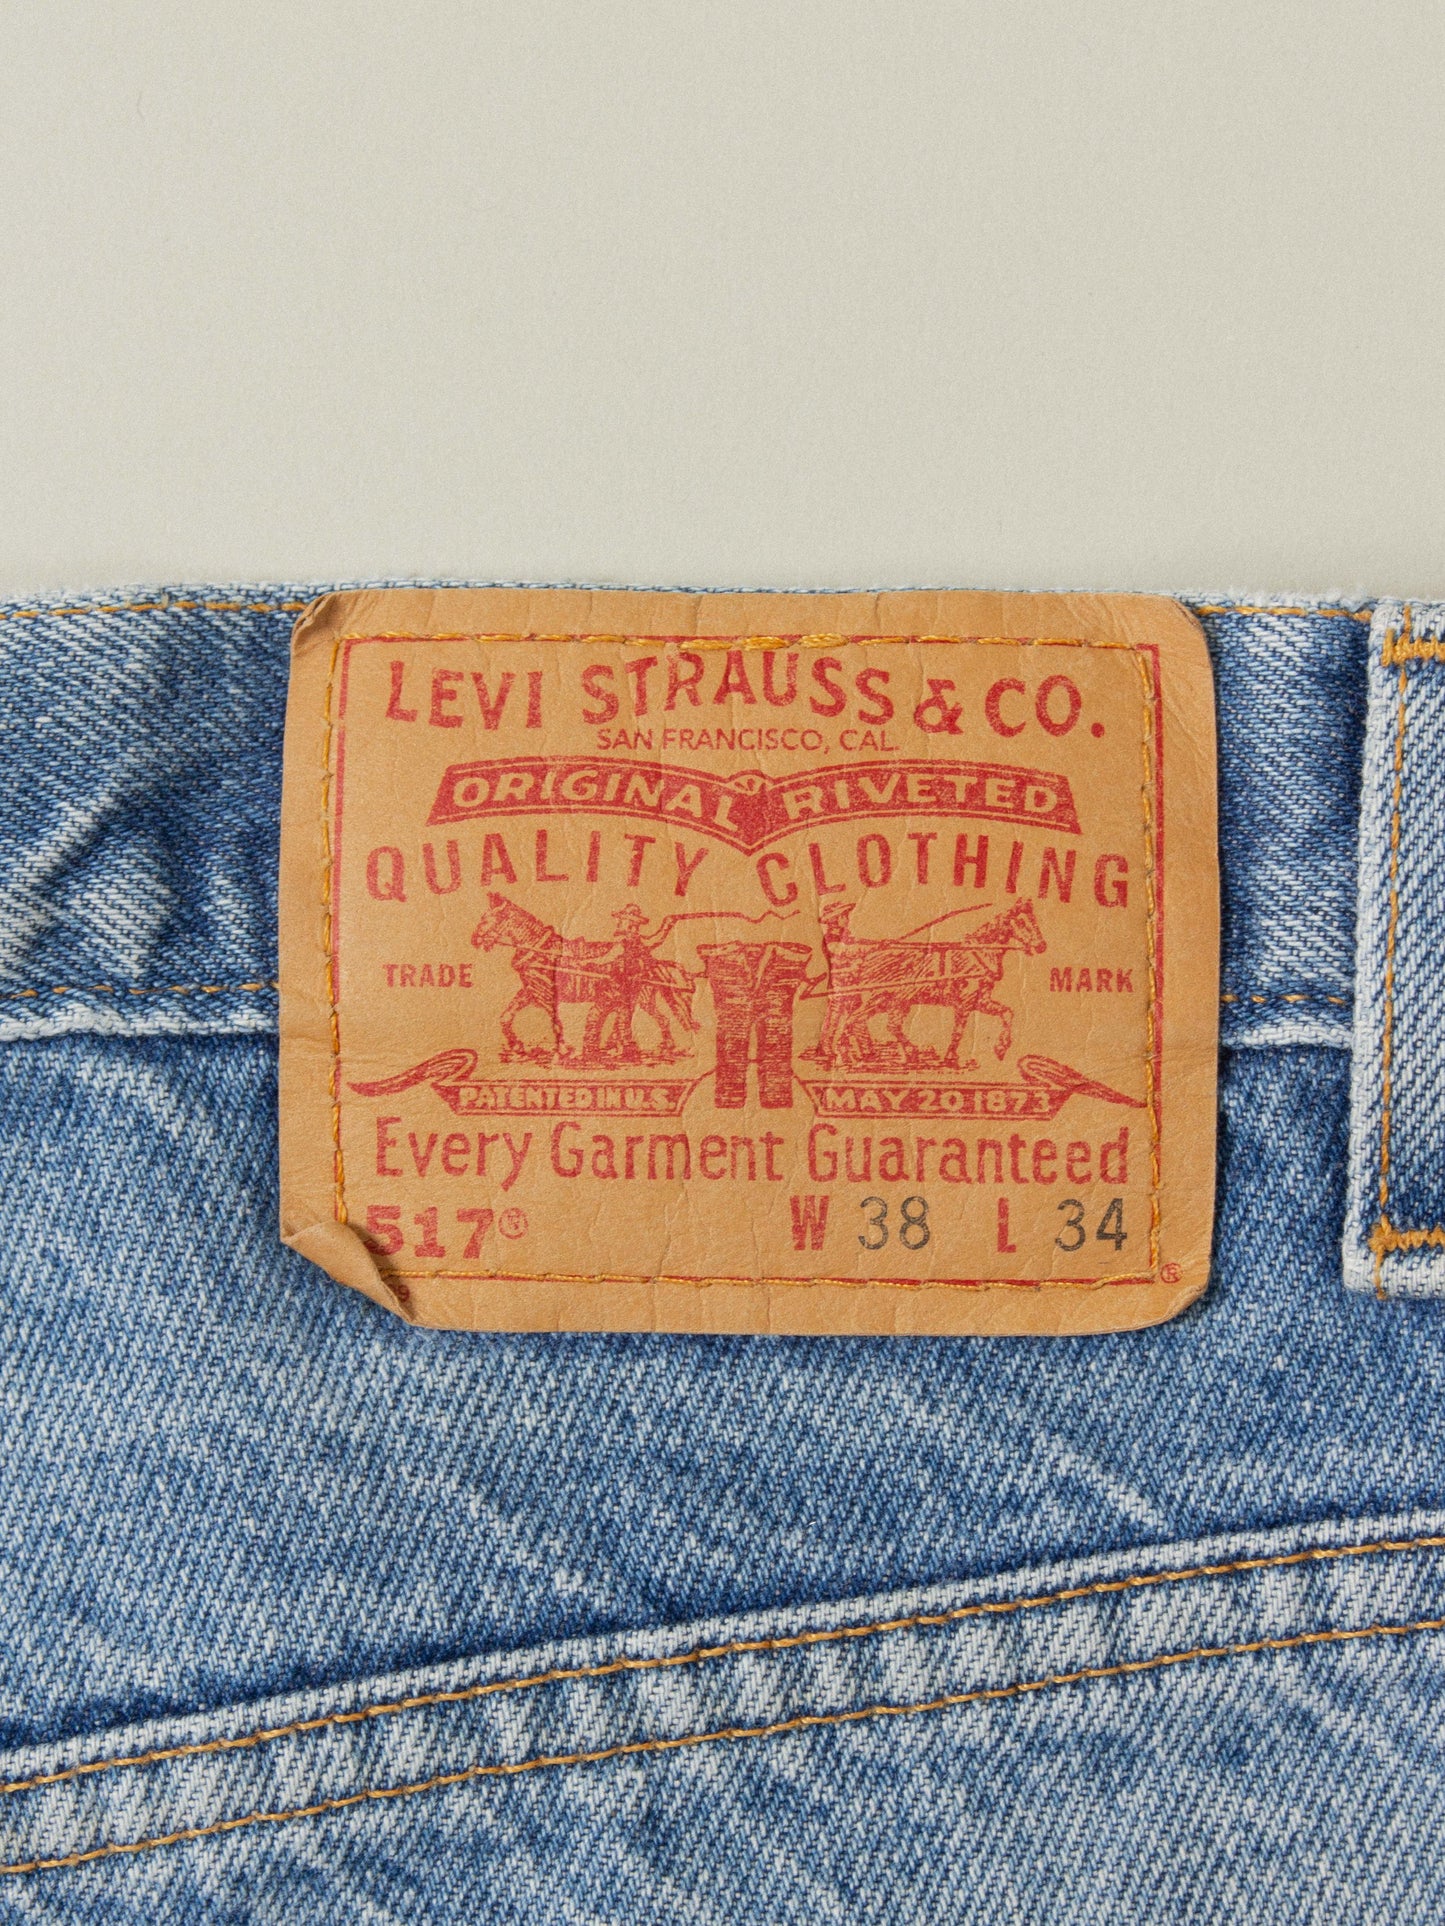 LEVI STRAUSS & CO.
SAN FRANCISCO, CAL.
ORIGINAL RIVETED
QUALITY CLOTHING
TRADE MARK
PATENTED IN U.S. MAY 20 1873
Every Garment Guaranteed
517® W 38 L 34
®